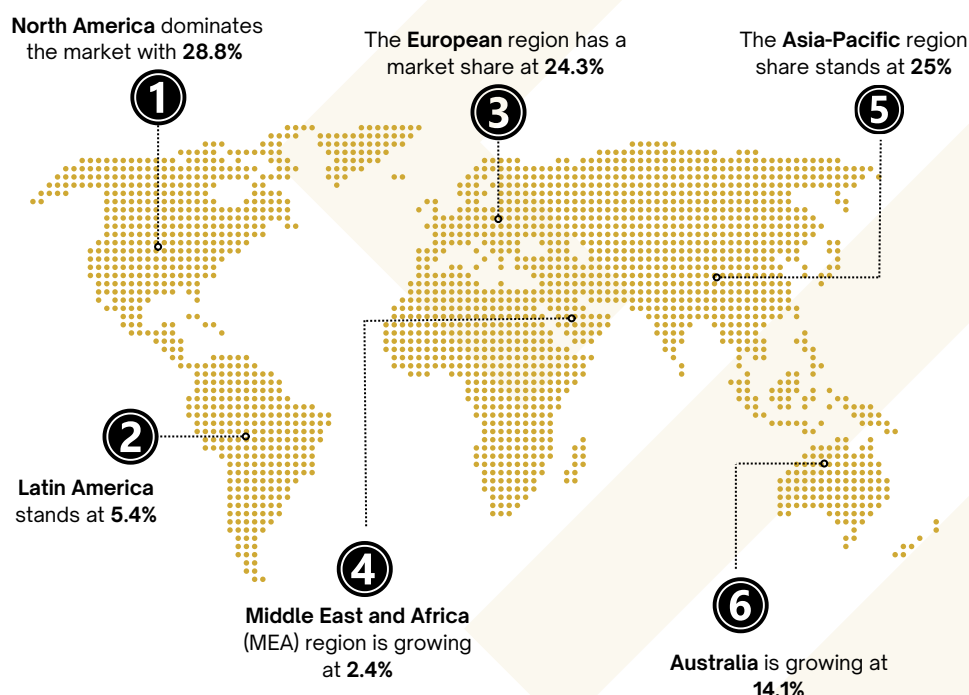 North America dominates
the market with 28.8%
1
2
Latin America
stands at 5.4%
The European region has a
market share at 24.3%
3
4
Middle East and Africa
(MEA) region is growing
at 2.4%
The Asia-Pacific region
share stands at 25%
5
6
Australia is growing at
14.1%